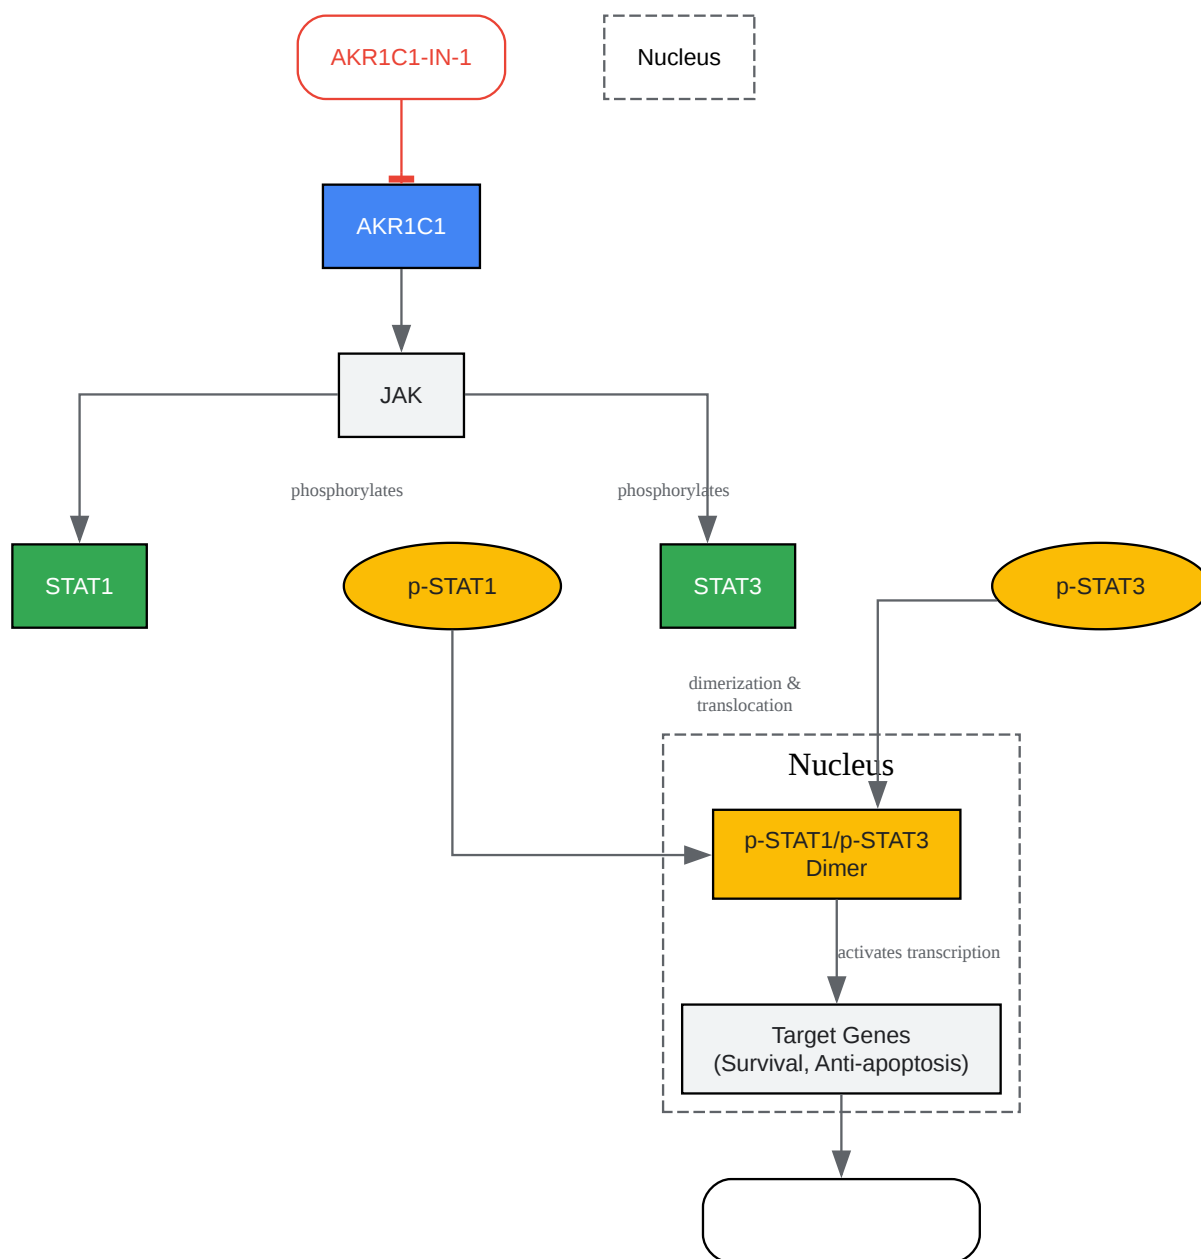 AKR1C1-IN-1
Nucleus
AKR1C1
JAK
phosphorylates
phosphorylates
STAT1
p-STAT1
STAT3
p-STAT3
dimerization &
translocation
Nucleus
p-STAT1/p-STAT3
Dimer
activates transcription
Target Genes
(Survival, Anti-apoptosis)